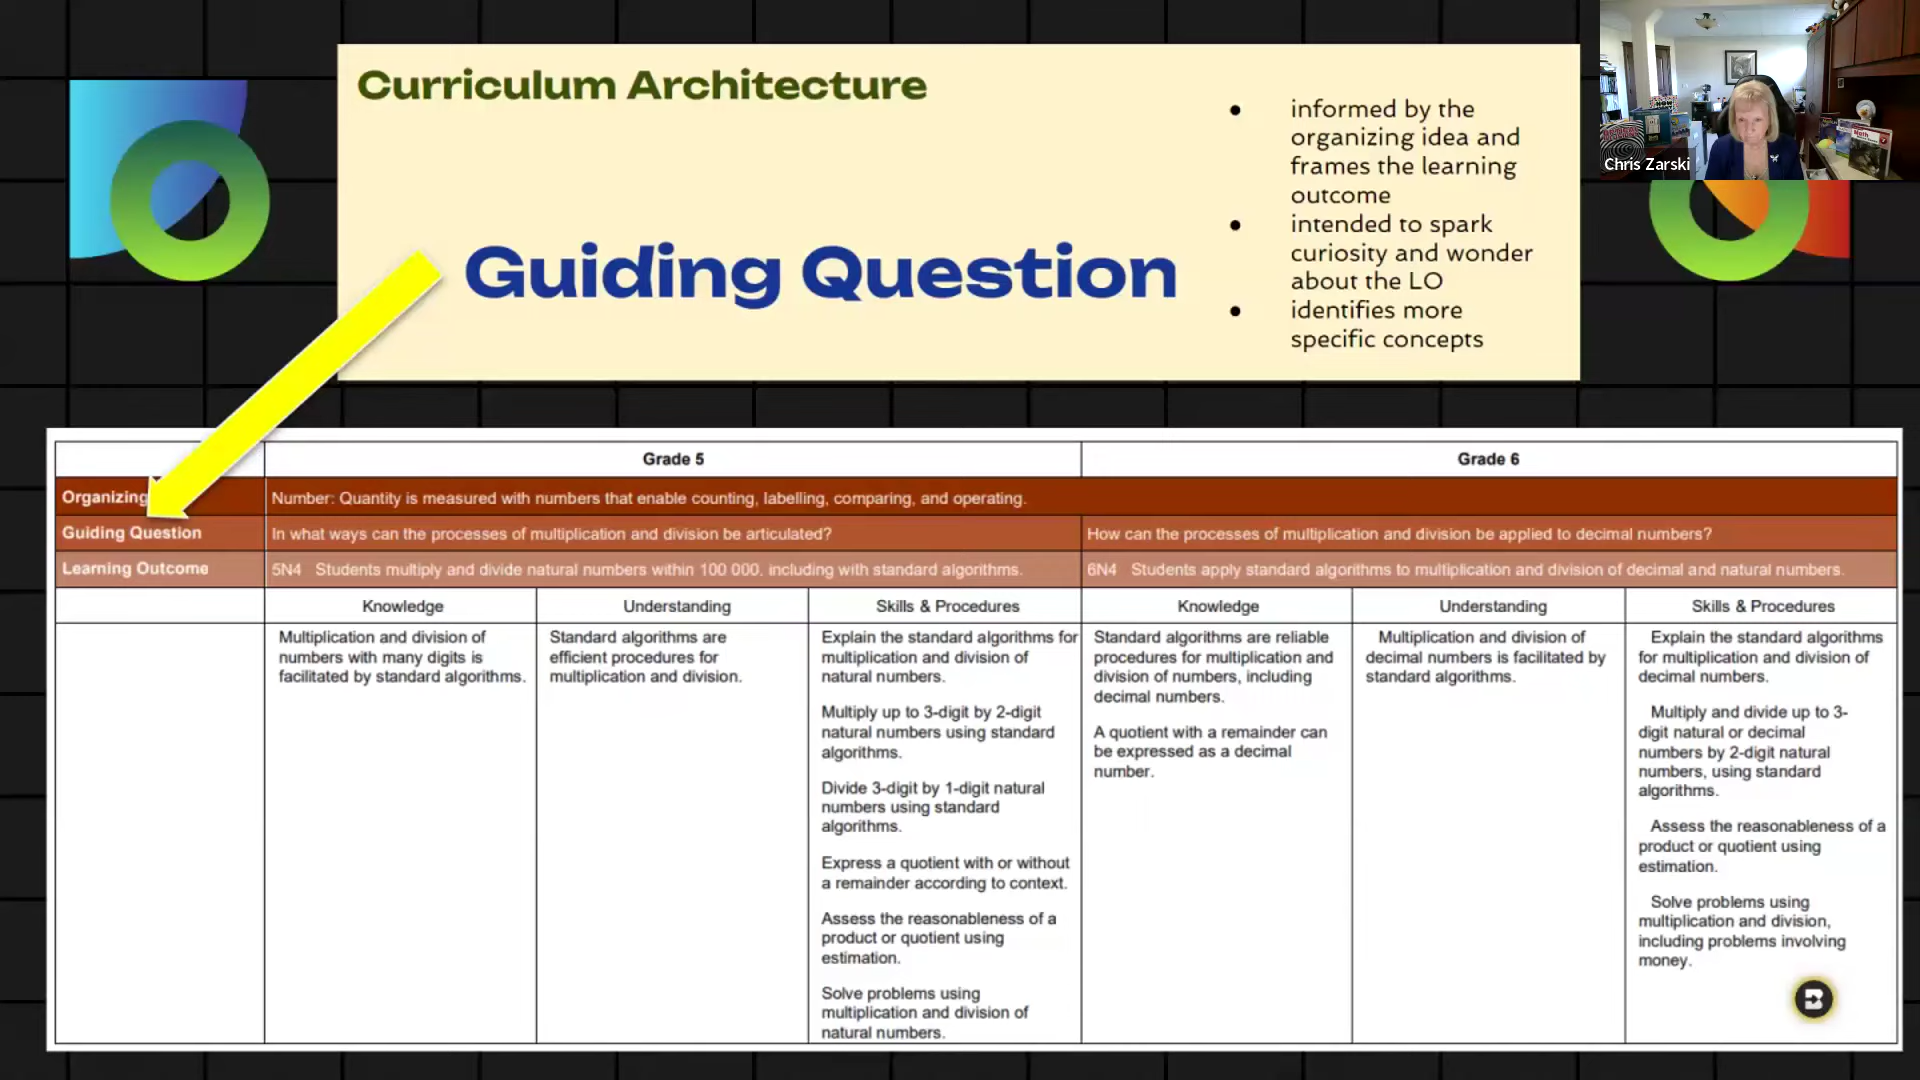 Curriculum Architecture
Guiding Question
informed by the
organizing idea and
frames the learning
outcome
intended to spark
curiosity and wonder
about the LO
identifies more
specific concepts
Chris Zarski
Grade 5
Grade 6
Organizing
Number: Quantity is measured with numbers that enable counting, labelling, comparing, and operating.
Guiding Question
In what ways can the processes of multiplication and division be articulated?
How can the processes of multiplication and division be applied to decimal numbers?
Learning Outcome
5N4 Students multiply and divide natural numbers within 100 000, including with standard algorithms.
6N4 Students apply standard algorithms to multiplication and division of decimal and natural numbers.
Knowledge
Understanding
Skills & Procedures
Knowledge
Understanding
Skills & Procedures
Multiplication and division of
numbers with many digits is
facilitated by standard algorithms.
Standard algorithms are
efficient procedures for
multiplication and division.
Explain the standard algorithms for
multiplication and division of
natural numbers.
Multiply up to 3-digit by 2-digit
natural numbers using standard
algorithms.
Divide 3-digit by 1-digit natural
numbers using standard
algorithms.
Express a quotient with or without
a remainder according to context.
Assess the reasonableness of a
product or quotient using
estimation.
Solve problems using
multiplication and division of
natural numbers.
Standard algorithms are reliable
procedures for multiplication and
division of numbers, including
decimal numbers.
A quotient with a remainder can
be expressed as a decimal
number.
Multiplication and division of
decimal numbers is facilitated by
standard algorithms.
Explain the standard algorithms
for multiplication and division of
decimal numbers.
Multiply and divide up to 3-
digit natural or decimal
numbers by 2-digit natural
numbers, using standard
algorithms.
Assess the reasonableness of a
product or quotient using
estimation.
Solve problems using
multiplication and division,
including problems involving
money.